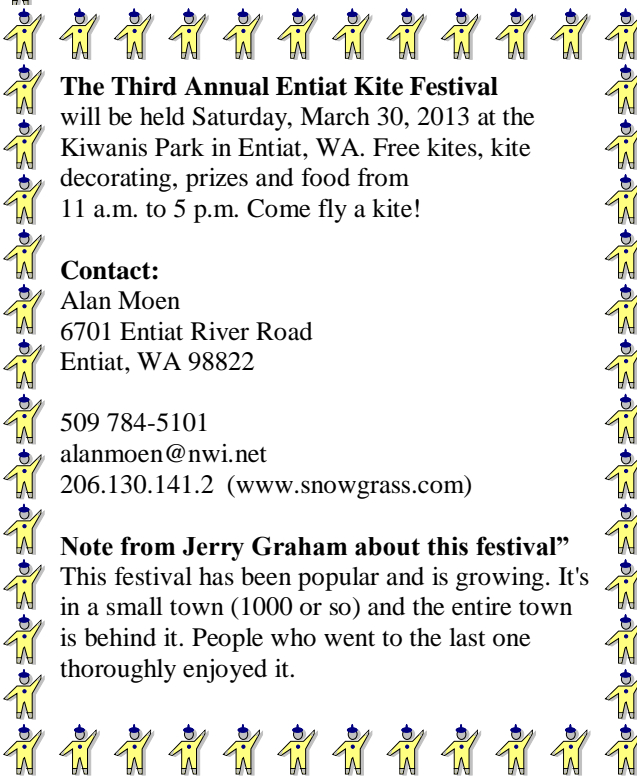 The Third Annual Entiat Kite Festival
will be held Saturday, March 30, 2013 at the
Kiwanis Park in Entiat, WA. Free kites, kite
decorating, prizes and food from
11 a.m. to 5 p.m. Come fly a kite!
Contact:
Alan Moen
6701 Entiat River Road
Entiat, WA 98822
509 784-5101
alanmoen@nwi.net
206.130.141.2  (www.snowgrass.com)
Note from Jerry Graham about this festival”
This festival has been popular and is growing. It's
in a small town (1000 or so) and the entire town
is behind it. People who went to the last one
thoroughly enjoyed it.